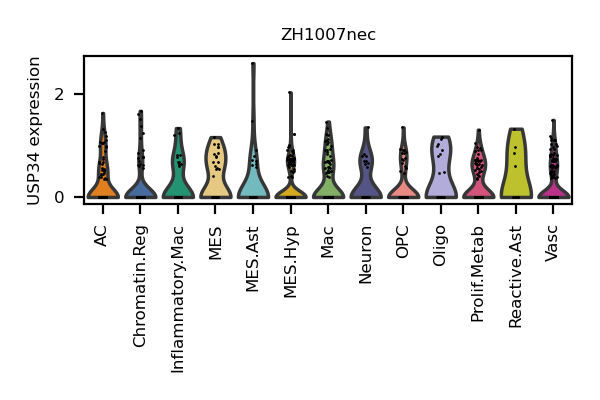 ZH1007nec
USP34 expression
2
0
AC
Chromatin.Reg
Inflammatory.Mac
MES
MES.Ast
MES.Hyp
Mac
Neuron
OPC
Oligo
Prolif.Metab
Reactive.Ast
Vasc